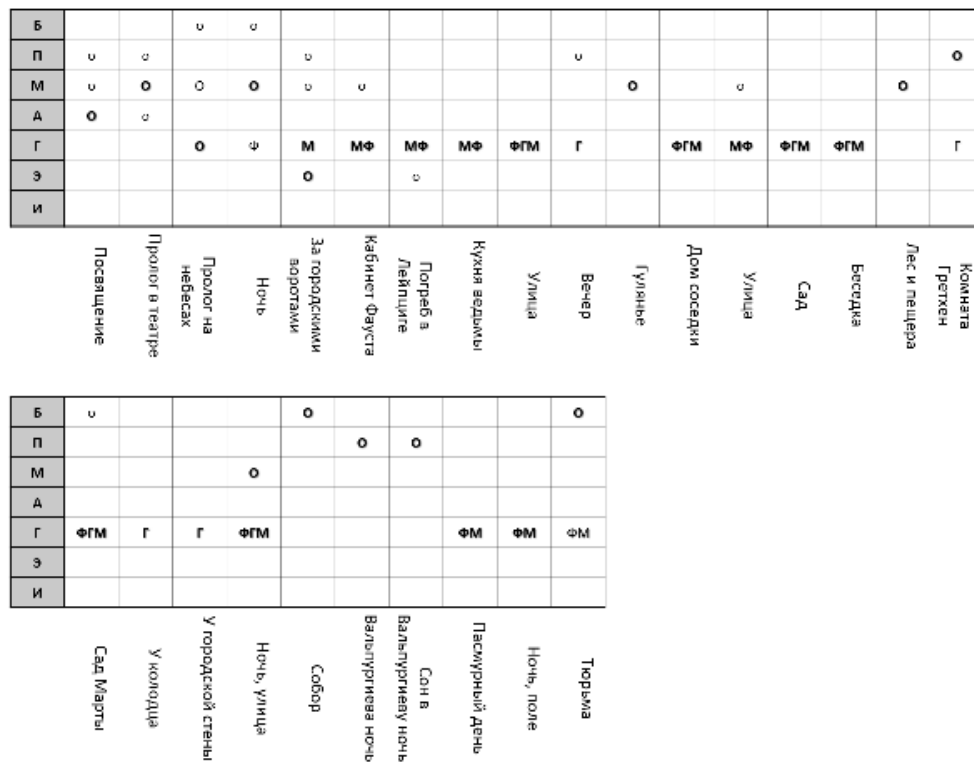 Б о о
П о о о о о
М о о о о о о о о о
А о о
Г о Ф М МФ МФ МФ ФГМ Г ФГМ МФ ФГМ ФГМ Г
Э о о
И
Посвящение
Пролог в театре
Пролог на
небесах
Ночь
За городскими
воротами
Кабинет Фауста
Погреб в
Лейпциге
Кухня ведьмы
Улица
Вечер
Гулянье
Дом соседки
Улица
Сад
Беседка
Лес и пещера
Комната
Гретхен
Б о о о
П о о
М о
А
Г ФГМ Г Г ФГМ ФМ ФМ ФМ
Э
И
Сад Марты
У колодца
У городской стены
Ночь, улица
Собор
Вальпургиева ночь
Сон в
Вальпургиеву ночь
Пасмурный день
Ночь, поле
Тюрьма